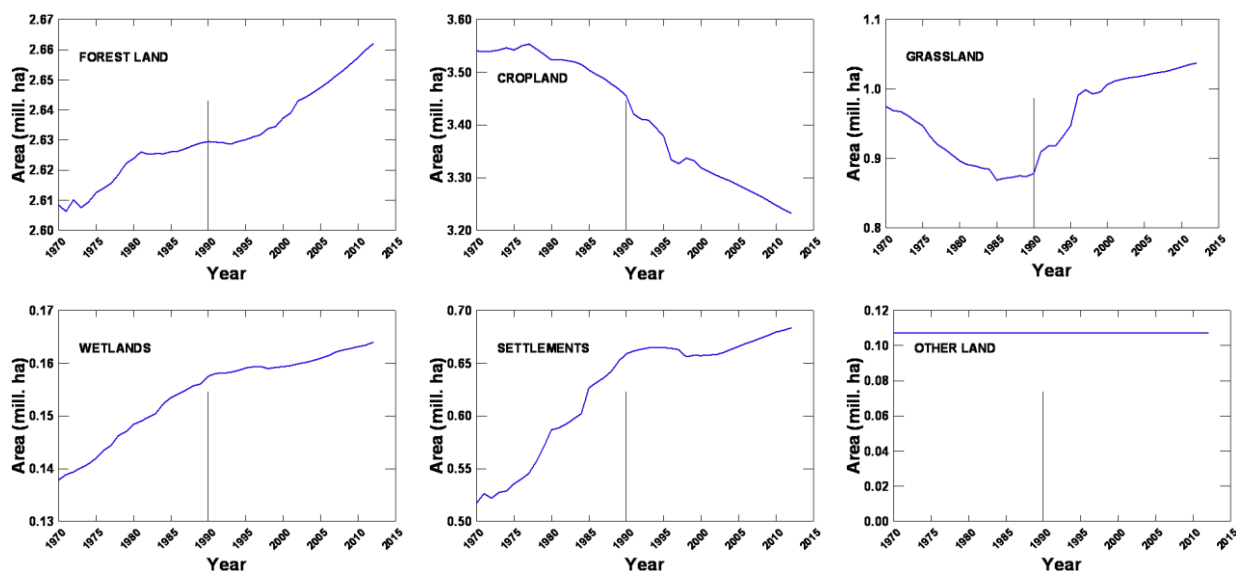 FOREST LAND
Area (mill. ha)
2.66
2.65
2.64
2.63
2.62
2.61
2.60
1970 1975 1980 1985 1990 1995 2000 2005 2010 2015
Year
CROPLAND
Area (mill. ha)
3.60
3.50
3.40
3.30
3.20
1970 1975 1980 1985 1990 1995 2000 2005 2010 2015
Year
GRASSLAND
Area (mill. ha)
1.1
1.0
0.9
0.8
1970 1975 1980 1985 1990 1995 2000 2005 2010 2015
Year
WETLANDS
Area (mill. ha)
0.17
0.16
0.15
0.14
0.13
1970 1975 1980 1985 1990 1995 2000 2005 2010 2015
Year
SETTLEMENTS
Area (mill. ha)
0.70
0.65
0.60
0.55
0.50
1970 1975 1980 1985 1990 1995 2000 2005 2010 2015
Year
OTHER LAND
Area (mill. ha)
0.12
0.10
0.08
0.06
0.04
0.02
0.00
1970 1975 1980 1985 1990 1995 2000 2005 2010 2015
Year